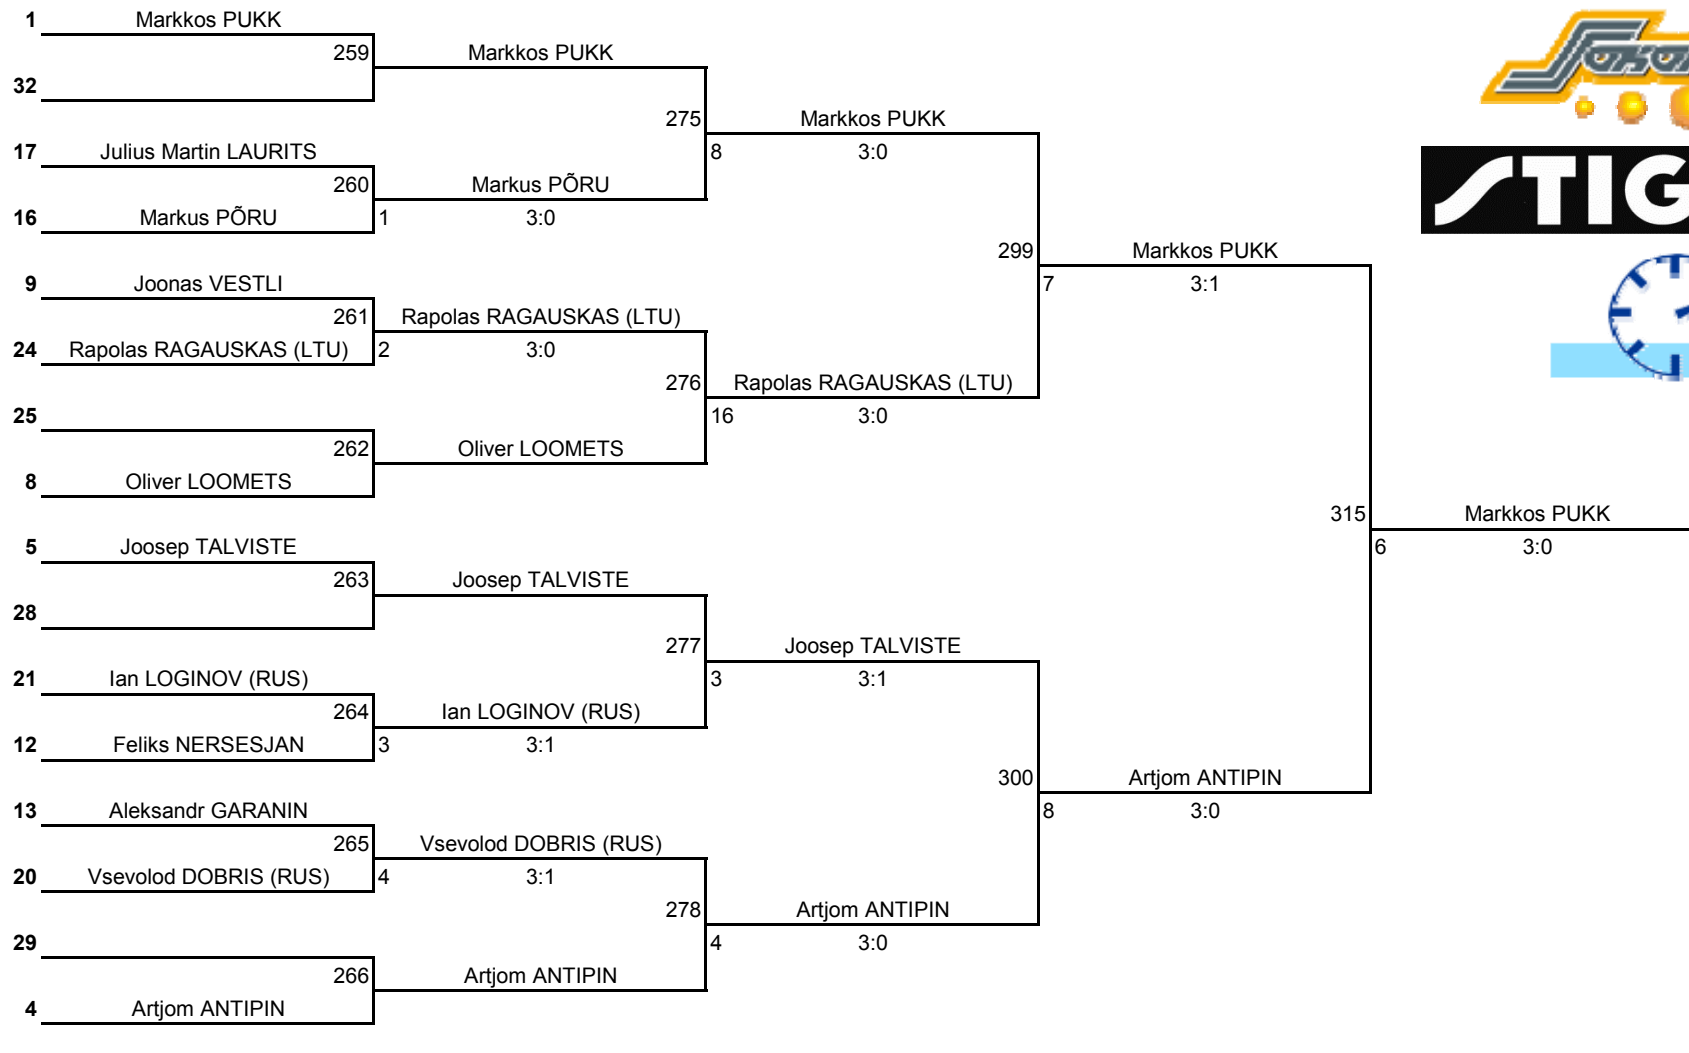 1 Markkos PUKK
259 Markkos PUKK
32
275 Markkos PUKK
17 Julius Martin LAURITS
8 3:0
260 Markus PÕRU
16 Markus PÕRU
1 3:0
299 Markkos PUKK
9 Joonas VESTLI
7 3:1
261 Rapolas RAGAUSKAS (LTU)
24 Rapolas RAGAUSKAS (LTU)
2 3:0
276 Rapolas RAGAUSKAS (LTU)
25
16 3:0
262 Oliver LOOMETS
8 Oliver LOOMETS
315 Markkos PUKK
5 Joosep TALVISTE
6 3:0
263 Joosep TALVISTE
28
277 Joosep TALVISTE
21 Ian LOGINOV (RUS)
3 3:1
264 Ian LOGINOV (RUS)
12 Feliks NERSESJAN
3 3:1
300 Artjom ANTIPIN
13 Aleksandr GARANIN
8 3:0
265 Vsevolod DOBRIS (RUS)
20 Vsevolod DOBRIS (RUS)
4 3:1
278 Artjom ANTIPIN
29
4 3:0
266 Artjom ANTIPIN
4 Artjom ANTIPIN
STIG